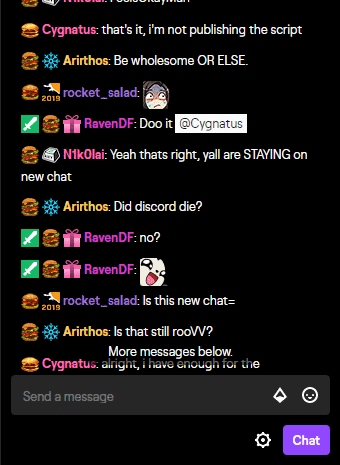 Cygnatus: that's it, i'm not publishing the script
Arirthos: Be wholesome OR ELSE.
2019 rocket_salad:
RavenDF: Doo it @Cygnatus
N1k0lai: Yeah thats right, yall are STAYING on
new chat
Arirthos: Did discord die?
RavenDF: no?
RavenDF:
2019 rocket_salad: Is this new chat=
Arirthos: Is that still rooVV?
More messages below.
Cygnatus: alright, i have enough for the
Send a message
Chat